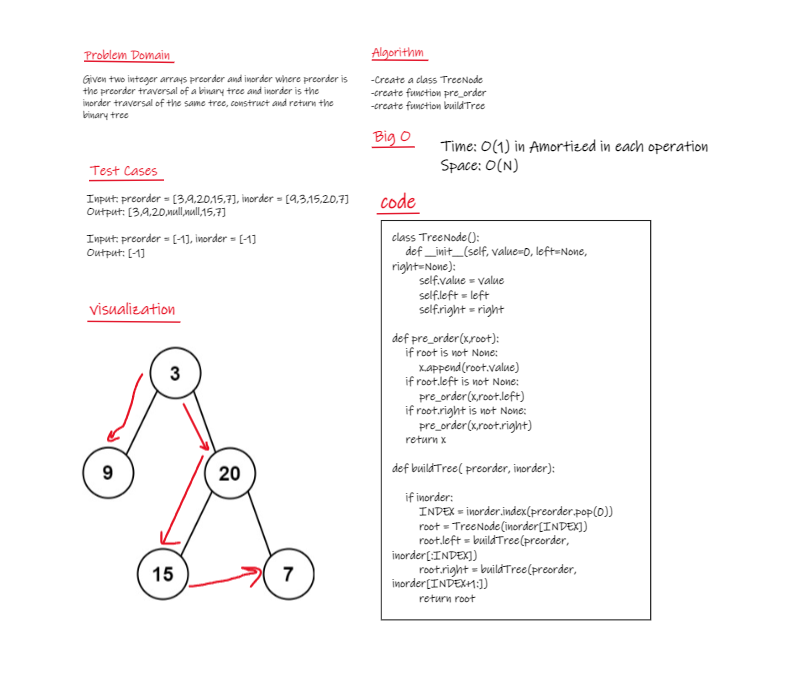 Problem Domain
Given two integer arrays preorder and inorder where preorder is
the preorder traversal of a binary tree and inorder is the
inorder traversal of the same tree, construct and return the
binary tree
Test Cases
Input: preorder = [3,9,20,15,7], inorder = [9,3,15,20,7]
Output: [3,9,20,null,null,15,7]
Input: preorder = [-1], inorder = [-1]
Output: [-1]
visualization
3
9
20
15
7
Algorithm
-Create a class TreeNode
-create function pre_order
-create function buildTree
Big O
Time: O(1) in Amortized in each operation
Space: O(N)
code
class TreeNode():
def __init__(self, value=0, left=None,
right=None):
self.value = value
self.left = left
self.right = right
def pre_order(x,root):
if root is not None:
x.append(root.value)
if root.left is not None:
pre_order(x,root.left)
if root.right is not None:
pre_order(x,root.right)
return x
def buildTree( preorder, inorder):
if inorder:
INDEX = inorder.index(preorder.pop(0))
root = TreeNode(inorder[INDEX])
root.left = buildTree(preorder,
inorder[:INDEX])
root.right = buildTree(preorder,
inorder[INDEX+1:])
return root